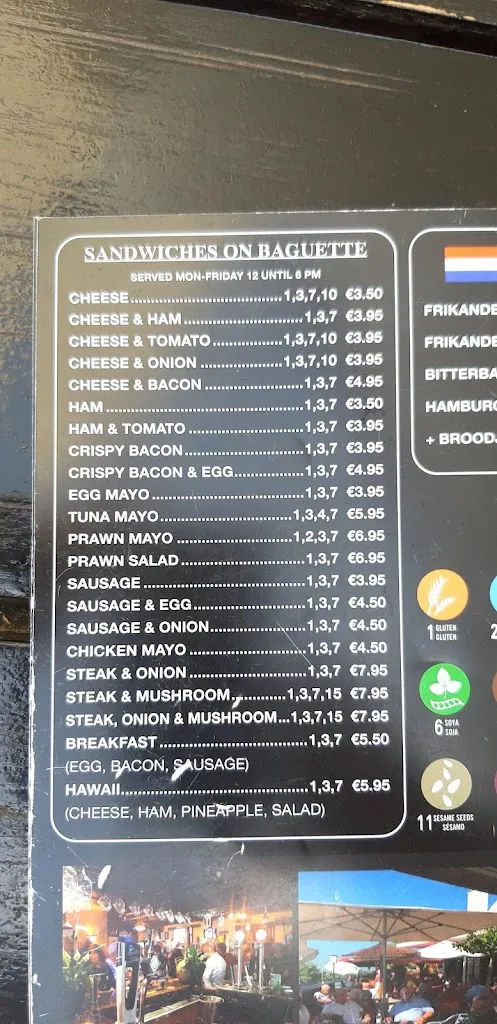 SANDWICHES ON BAGUETTE
SERVED MON-FRIDAY 12 UNTIL 6 PM
CHEESE..................................1,3,7,10 €3.50
CHEESE & HAM...........................1,3,7 €3.95
CHEESE & TOMATO................1,3,7,10 €3.95
CHEESE & ONION...................1,3,7,10 €3.95
CHEESE & BACON......................1,3,7 €4.95
HAM............................................1,3,7 €3.50
HAM & TOMATO..........................1,3,7 €3.95
CRISPY BACON...........................1,3,7 €3.95
CRISPY BACON & EGG................1,3,7 €4.95
EGG MAYO..................................1,3,7 €3.95
TUNA MAYO..............................1,3,4,7 €5.95
PRAWN MAYO...........................1,2,3,7 €6.95
PRAWN SALAD............................1,3,7 €6.95
SAUSAGE....................................1,3,7 €3.95
SAUSAGE & EGG.........................1,3,7 €4.50
SAUSAGE & ONION.....................1,3,7 €4.50
CHICKEN MAYO..........................1,3,7 €4.50
STEAK & ONION..........................1,3,7 €7.95
STEAK & MUSHROOM............1,3,7,15 €7.95
STEAK, ONION & MUSHROOM...1,3,7,15 €7.95
BREAKFAST.................................1,3,7 €5.50
(EGG, BACON, SAUSAGE)
HAWAII.........................................1,3,7 €5.95
(CHEESE, HAM, PINEAPPLE, SALAD)
FRIKANDE
FRIKANDE
BITTERBA
HAMBURG
+ BROODJ
1 GLUTEN
GLUTEN
2
6 SOYA
SOJA
11 SESAME SEEDS
SÉSAMO